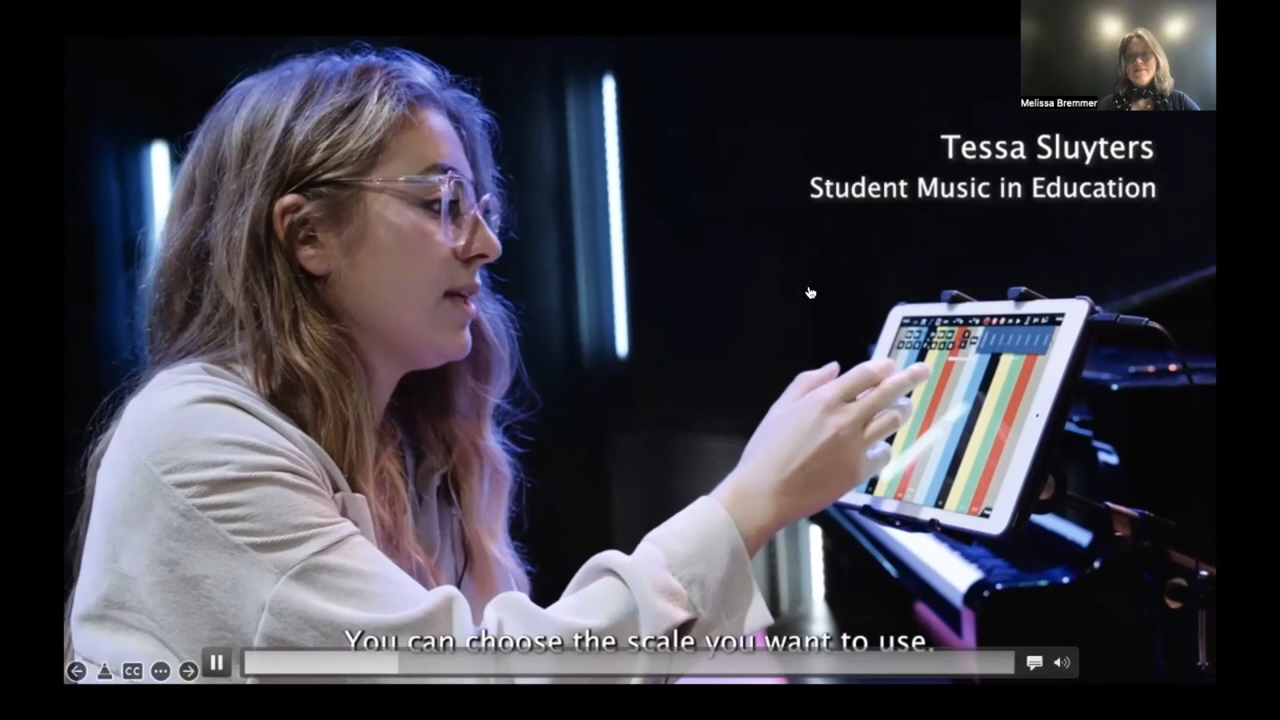 Melissa Bremmer
Tessa Sluyters
Student Music in Education
You can choose the scale you want to use.
CC